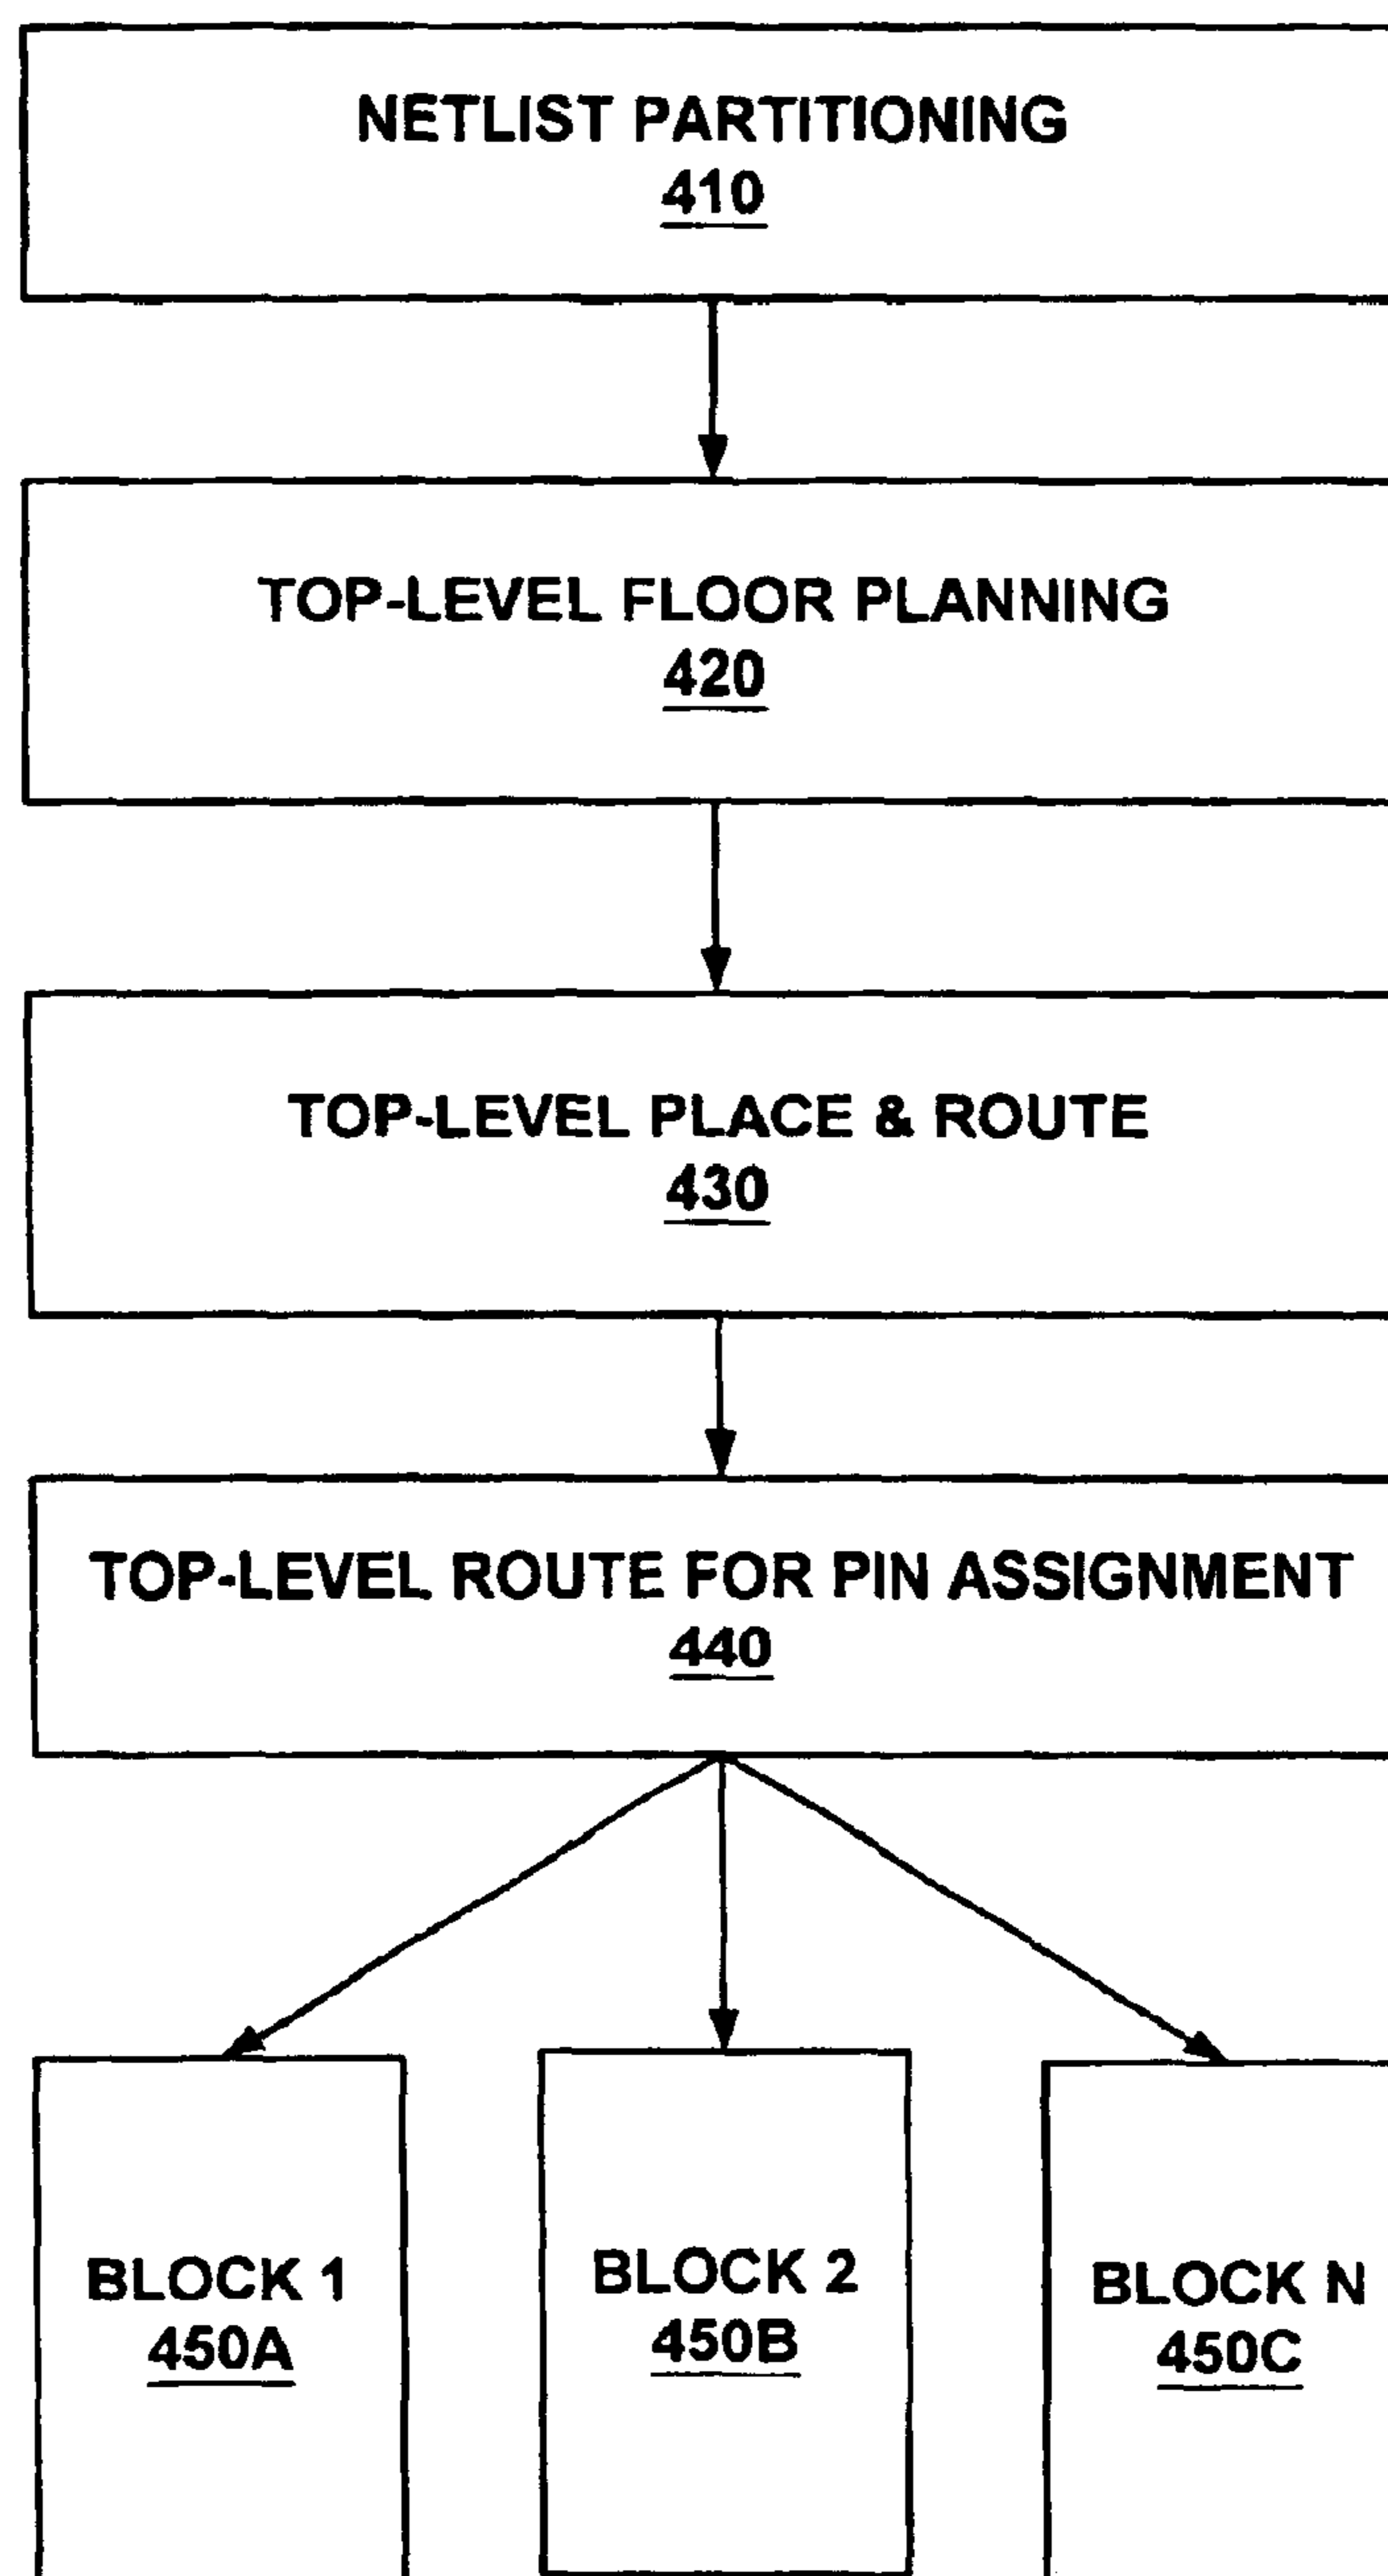 NETLIST PARTITIONING
410
TOP-LEVEL FLOOR PLANNING
420
TOP-LEVEL PLACE & ROUTE
430
TOP-LEVEL ROUTE FOR PIN ASSIGNMENT
440
BLOCK 1
450A
BLOCK 2
450B
BLOCK N
450C